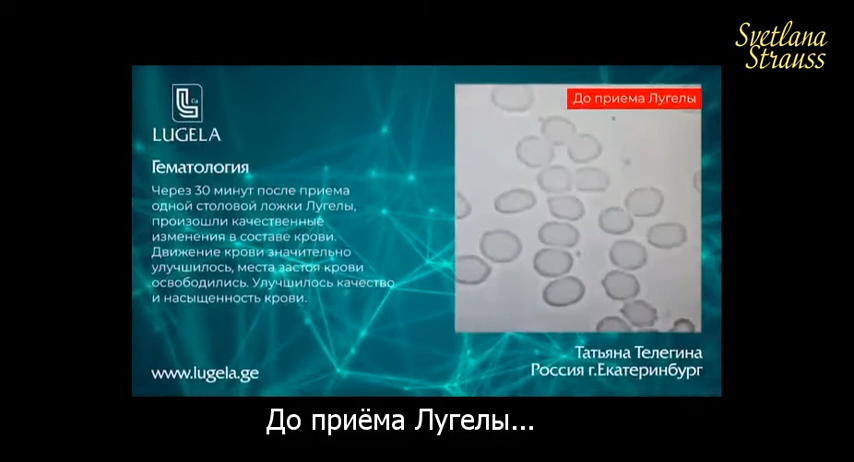 Svetlana
Strauss
До приема Лугелы
Ca
LUGELA
Гематология
Через 30 минут после приема
одной столовой ложки Лугелы,
произошли качественные
изменения в составе крови.
Движение крови значительно
улучшилось, места застоя крови
освободились. Улучшилось качество
и насыщенность крови.
Татьяна Телегина
Россия г.Екатеринбург
www.lugela.ge
До приёма Лугелы...